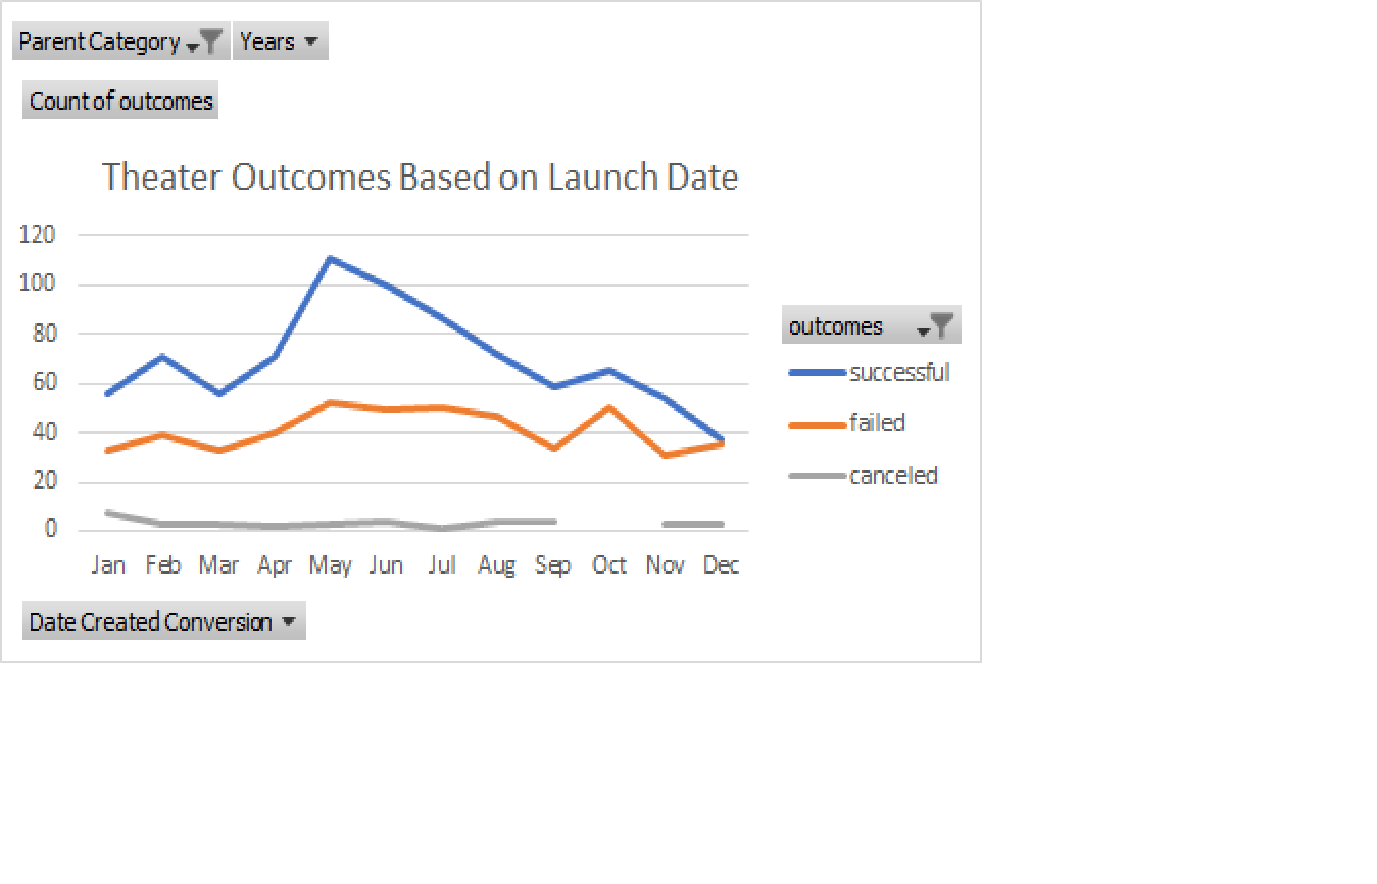 Parent Category Years
Count of outcomes
Theater Outcomes Based on Launch Date
120
100
80
60
40
20
0
Jan Feb Mar Apr May Jun Jul Aug Sep Oct Nov Dec
outcomes
successful
failed
canceled
Date Created Conversion